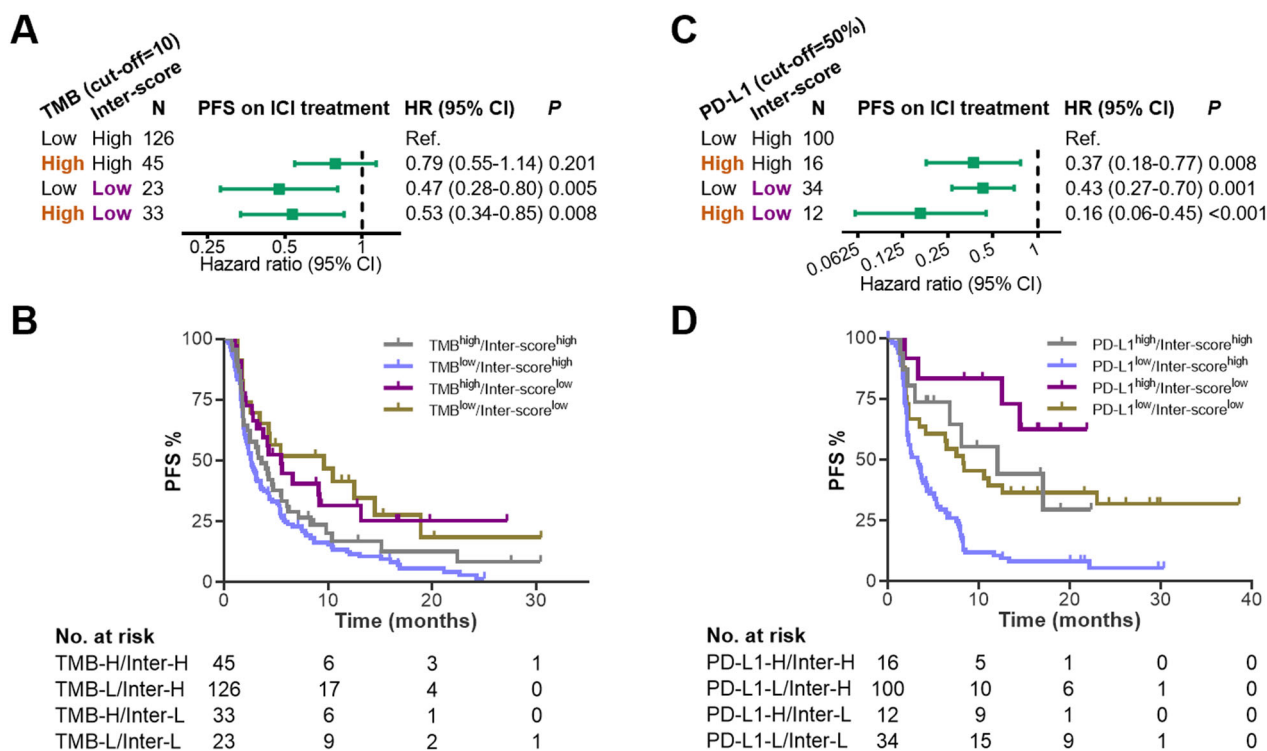 A
TMB (cut-off=10)
Inter-score
N
PFS on ICI treatment
HR (95% CI)
P
Low High 126 Ref.
High High 45 0.79 (0.55-1.14) 0.201
Low Low 23 0.47 (0.28-0.80) 0.005
High Low 33 0.53 (0.34-0.85) 0.008
0.25 0.5 1
Hazard ratio (95% CI)
C
PD-L1 (cut-off=50%)
Inter-score
N
PFS on ICI treatment
HR (95% CI)
P
Low High 100 Ref.
High High 16 0.37 (0.18-0.77) 0.008
Low Low 34 0.43 (0.27-0.70) 0.001
High Low 12 0.16 (0.06-0.45) <0.001
0.0625 0.125 0.25 0.5 1
Hazard ratio (95% CI)
B
PFS %
100
75
50
25
0
TMBhigh/Inter-scorehigh
TMBlow/Inter-scorehigh
TMBhigh/Inter-scorelow
TMBlow/Inter-scorelow
0 10 20 30
Time (months)
No. at risk
TMB-H/Inter-H 45 6 3 1
TMB-L/Inter-H 126 17 4 0
TMB-H/Inter-L 33 6 1 0
TMB-L/Inter-L 23 9 2 1
D
PFS %
100
75
50
25
0
PD-L1high/Inter-scorehigh
PD-L1low/Inter-scorehigh
PD-L1high/Inter-scorelow
PD-L1low/Inter-scorelow
0 10 20 30 40
Time (months)
No. at risk
PD-L1-H/Inter-H 16 5 1 0 0
PD-L1-L/Inter-H 100 10 6 1 0
PD-L1-H/Inter-L 12 9 1 0 0
PD-L1-L/Inter-L 34 15 9 1 0